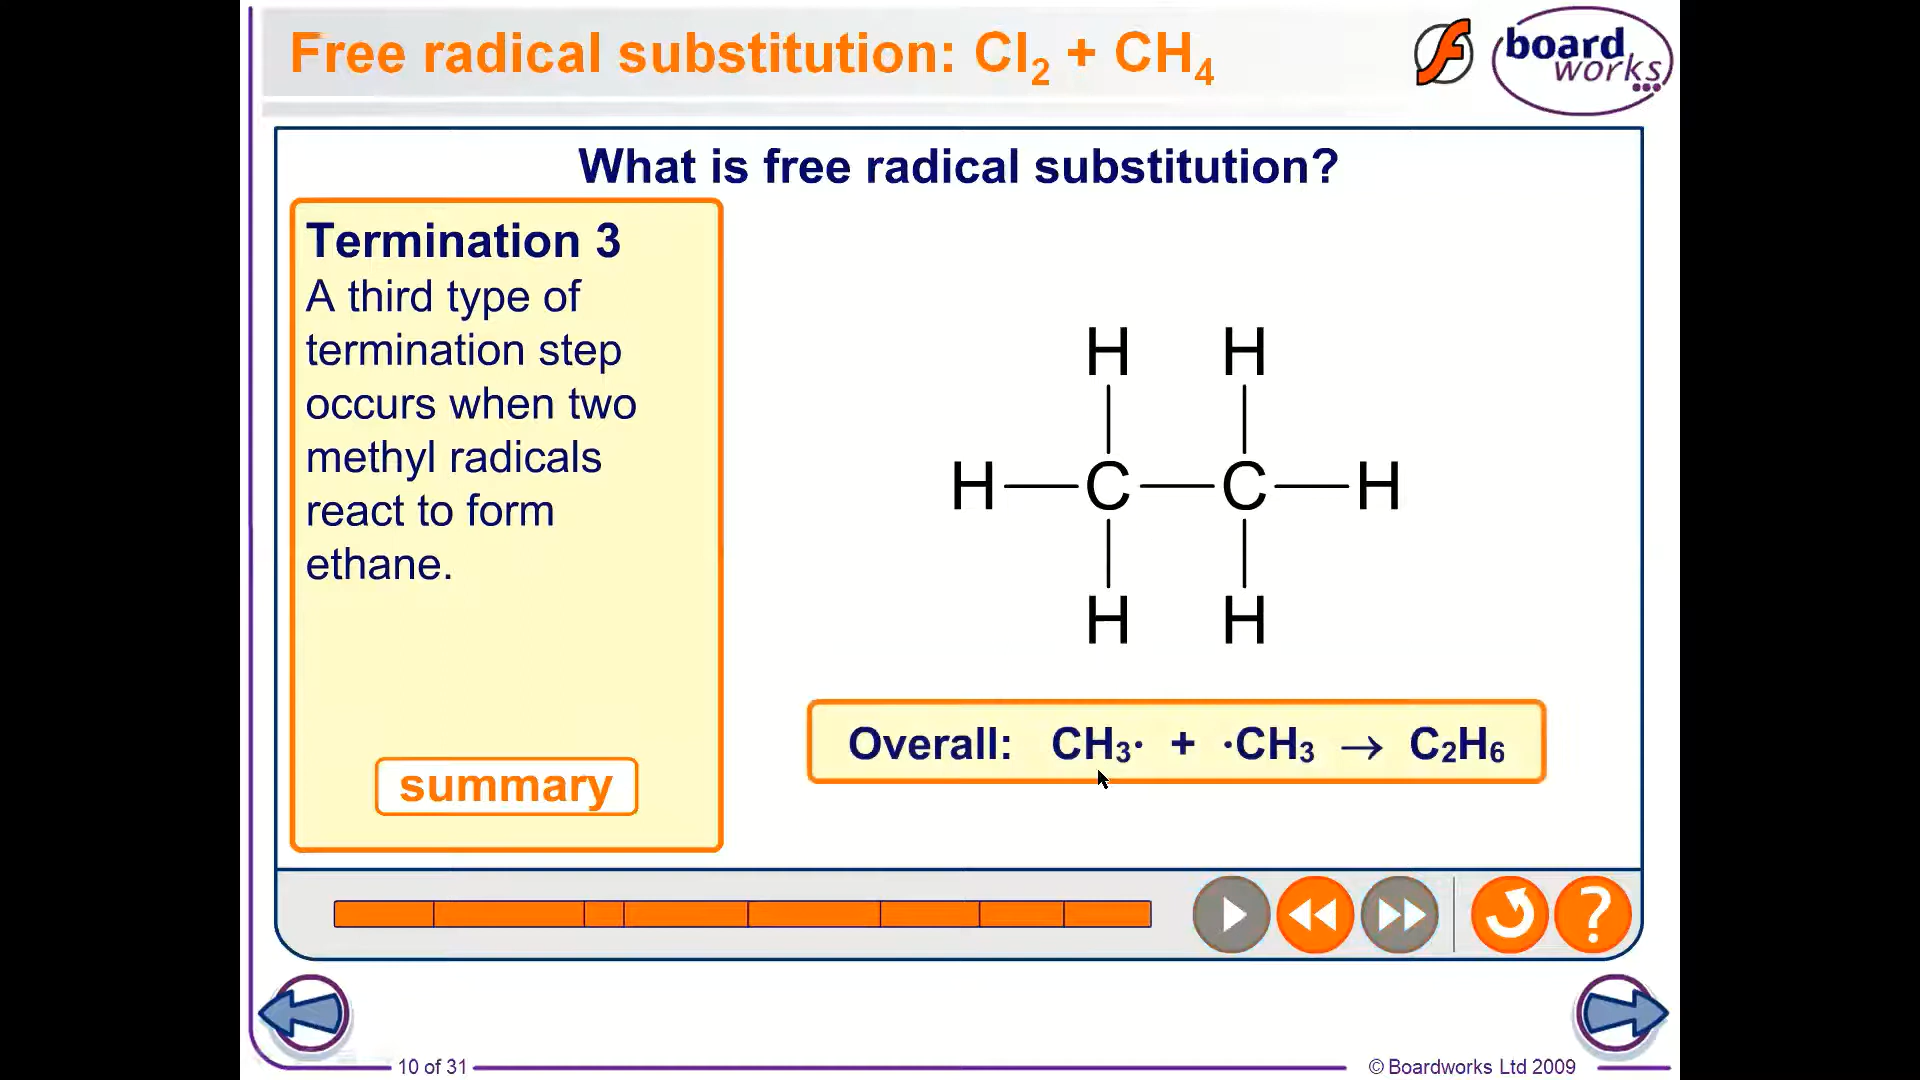 Free radical substitution: Cl₂ + CH₄
board
works
What is free radical substitution?
Termination 3
A third type of
termination step
occurs when two
methyl radicals
react to form
ethane.
summary
H H
H C C H
H H
Overall: CH₃· + ·CH₃ → C₂H₆
?
10 of 31
© Boardworks Ltd 2009